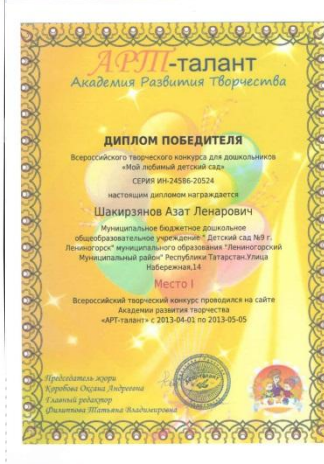 АРТ-талант
Академия Развития Творчества
ДИПЛОМ ПОБЕДИТЕЛЯ
Всероссийского творческого конкурса для дошкольников
«Мой любимый детский сад»
СЕРИЯ ИН-24586-20524
настоящим дипломом награждается
Шакирзянов Азат Ленарович
Муниципальное бюджетное дошкольное
общеобразовательное учреждение " Детский сад №9 г.
Лениногорск" муниципального образования "Лениногорский
Муниципальный район" Республики Татарстан.Улица
Набережная,14
Место I
Всероссийский творческий конкурс проводился на сайте
Академии развития творчества
«АРТ-талант» с 2013-04-01 по 2013-05-05
Председатель жюри
Коробова Оксана Андреевна
Главный редактор
Филиппова Татьяна Владимировна